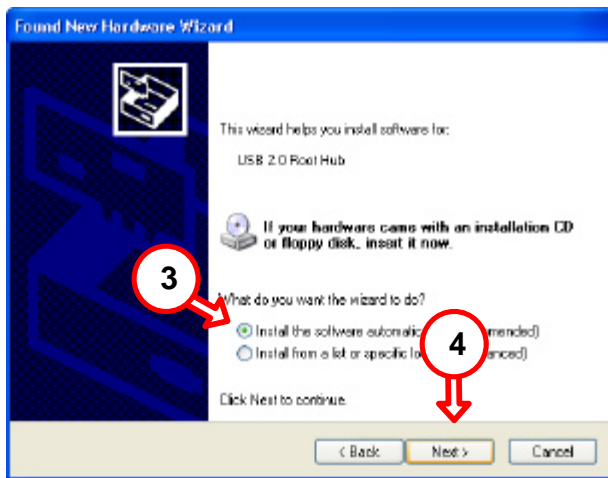 Found New Hardware Wizard
This wizard helps you install software for:
USB 2.0 Root Hub
If your hardware came with an installation CD
or floppy disk, insert it now.
3
What do you want the wizard to do?
Install the software automatic mmended)
4
Install from a list or specific lo anced)
Click Next to continue.
< Back Next > Cancel